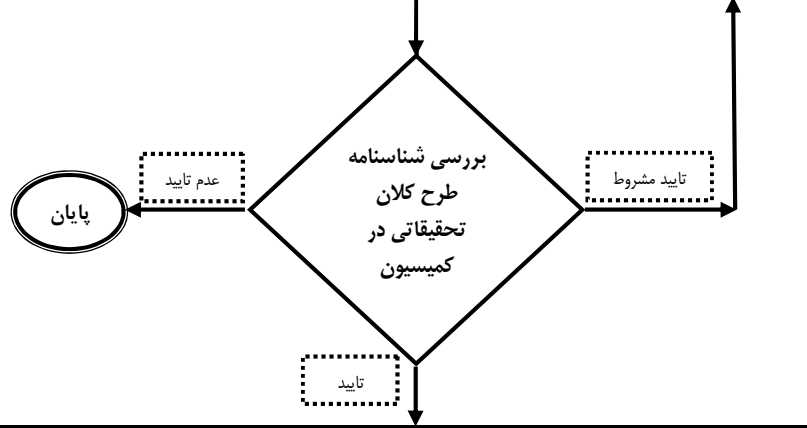 بررسی شناسنامه
طرح کلان
تحقیقاتی در
کمیسیون
تایید مشروط
عدم تایید
پایان
تایید